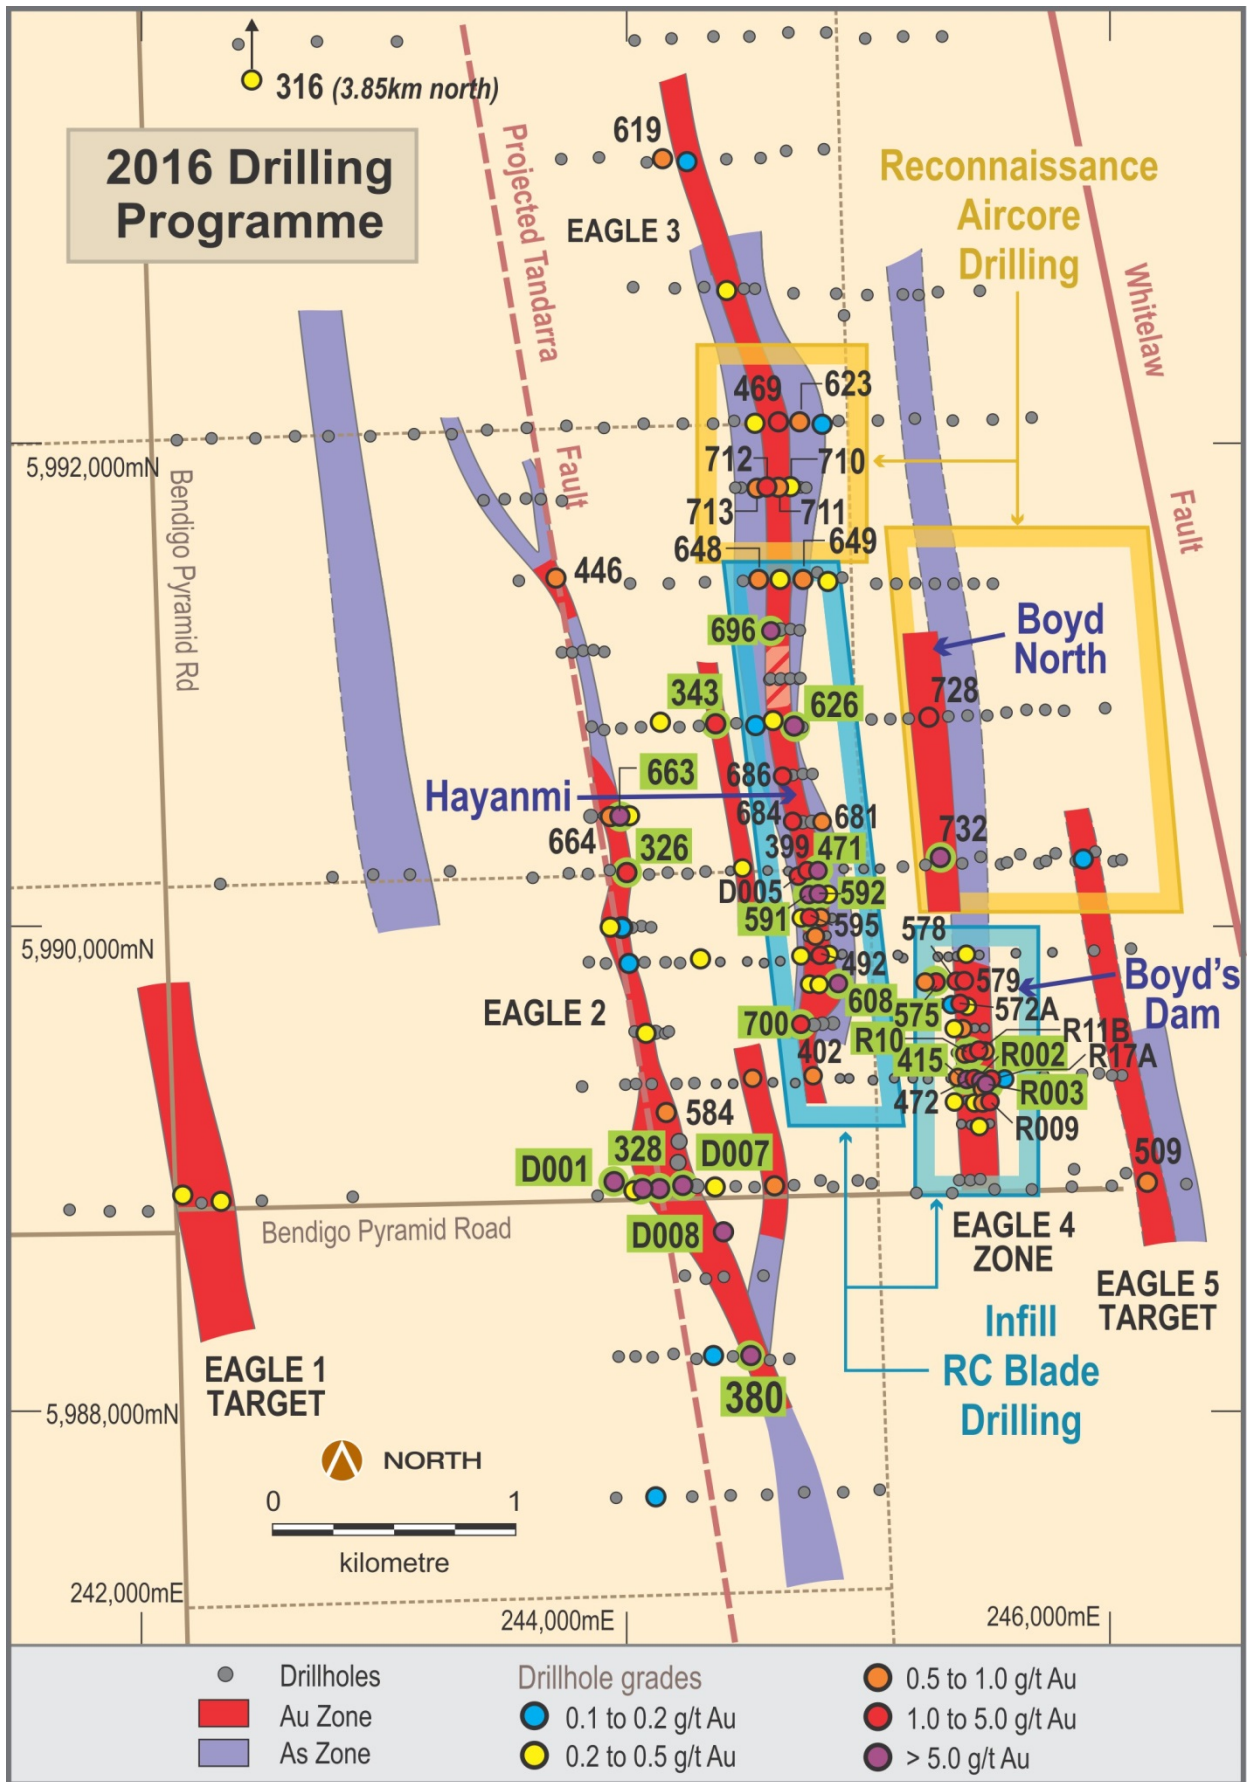 316 (3.85km north)
2016 Drilling
Programme
Projected Tandarra
Fault
619
EAGLE 3
Reconnaissance
Aircore
Drilling
Whitelaw
Fault
469
623
5,992,000mN
Bendigo Pyramid Rd
712
710
713
711
648
649
446
696
Boyd
North
343
626
728
663
686
Hayanmi
684
681
664
326
399
471
732
D005
592
591
595
578
5,990,000mN
492
579
Boyd's
Dam
EAGLE 2
608
575
572A
700
R10
R11B
402
415
R002
R17A
472
R003
584
R009
328
D007
509
D001
Bendigo Pyramid Road
D008
EAGLE 4
ZONE
EAGLE 5
TARGET
Infill
RC Blade
Drilling
EAGLE 1
TARGET
380
5,988,000mN
NORTH
0
1
kilometre
242,000mE
244,000mE
246,000mE
Drillholes
Au Zone
As Zone
Drillhole grades
0.1 to 0.2 g/t Au
0.2 to 0.5 g/t Au
0.5 to 1.0 g/t Au
1.0 to 5.0 g/t Au
> 5.0 g/t Au